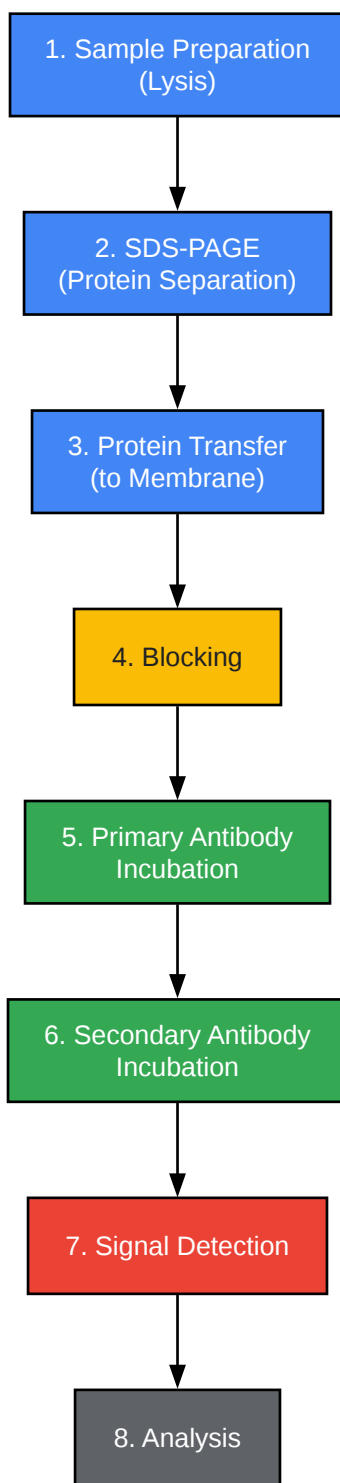 1. Sample Preparation
(Lysis)
2. SDS-PAGE
(Protein Separation)
3. Protein Transfer
(to Membrane)
4. Blocking
5. Primary Antibody
Incubation
6. Secondary Antibody
Incubation
7. Signal Detection
8. Analysis